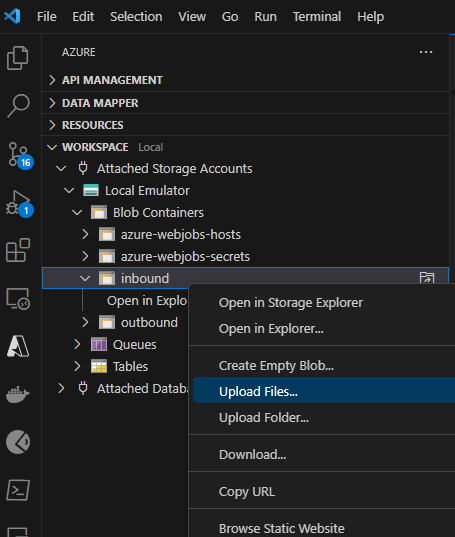 File Edit Selection View Go Run Terminal Help
AZURE
API MANAGEMENT
DATA MAPPER
RESOURCES
WORKSPACE Local
16
Attached Storage Accounts
Local Emulator
1
Blob Containers
azure-webjobs-hosts
azure-webjobs-secrets
inbound
Open in Explo
outbound
Queues
Tables
Attached Datab
Open in Storage Explorer
Open in Explorer...
Create Empty Blob...
Upload Files...
Upload Folder...
Download...
Copy URL
Browse Static Website